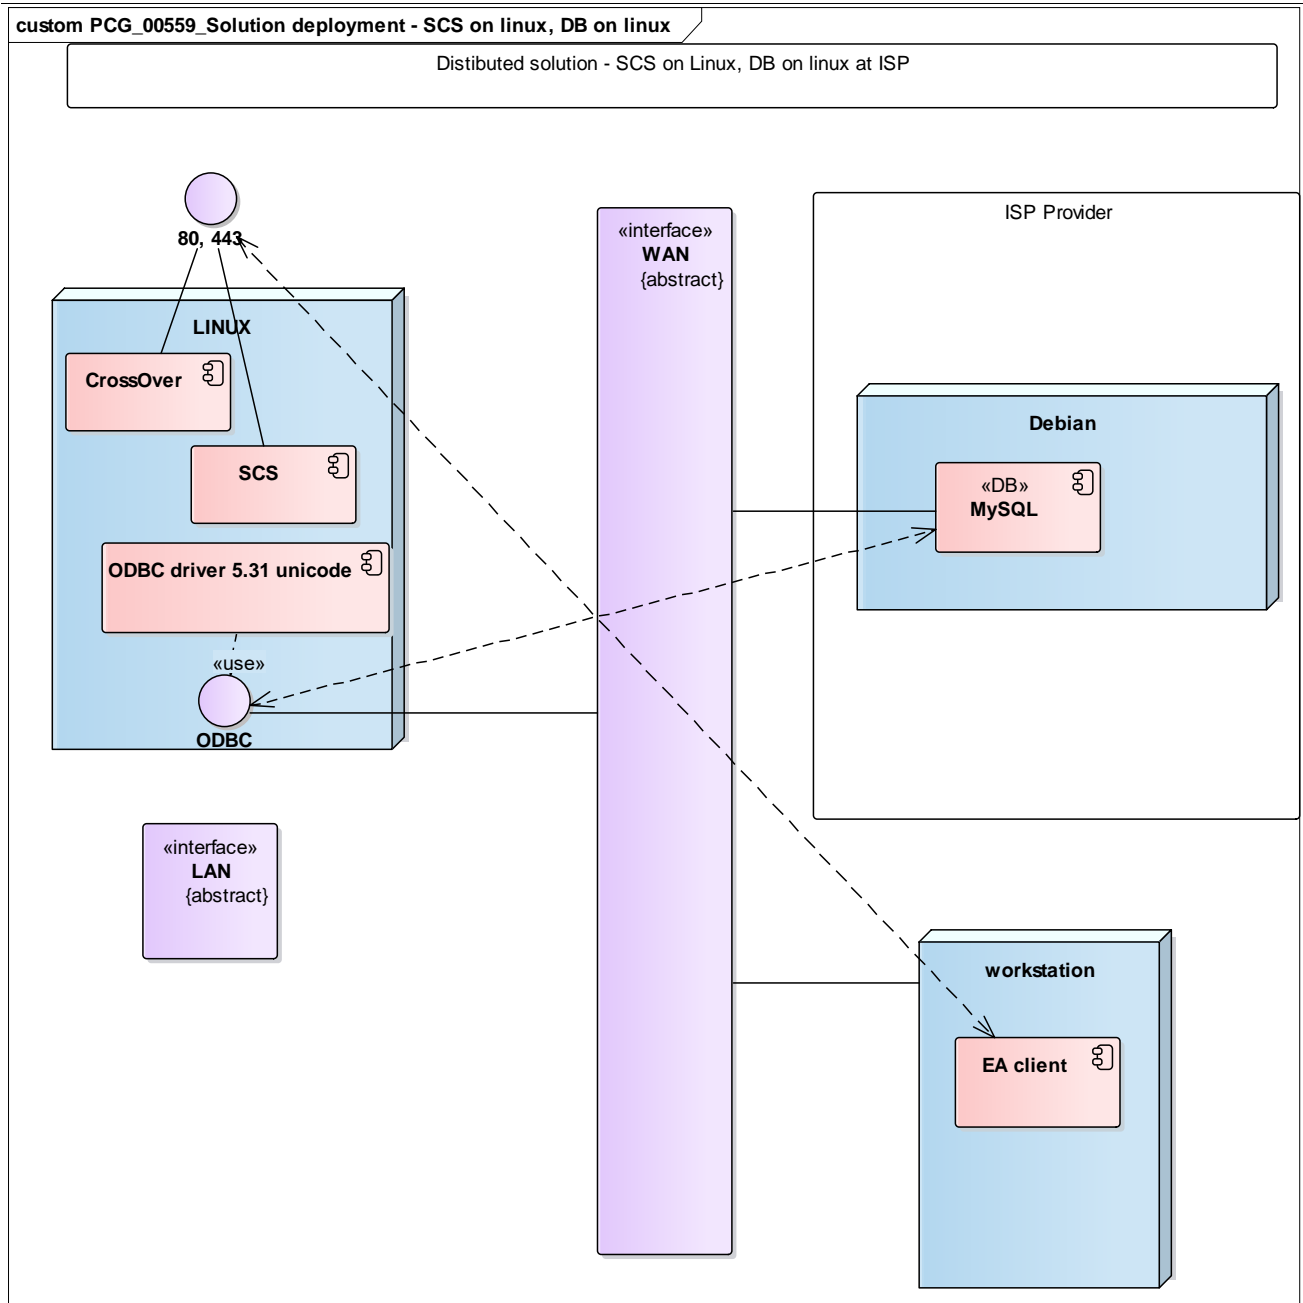 custom PCG_00559_Solution deployment - SCS on linux, DB on linux
Distibuted solution - SCS on Linux, DB on linux at ISP
80, 443
LINUX
CrossOver
SCS
ODBC driver 5.31 unicode
«use»
ODBC
«interface»
LAN
{abstract}
«interface»
WAN
{abstract}
ISP Provider
Debian
«DB»
MySQL
workstation
EA client